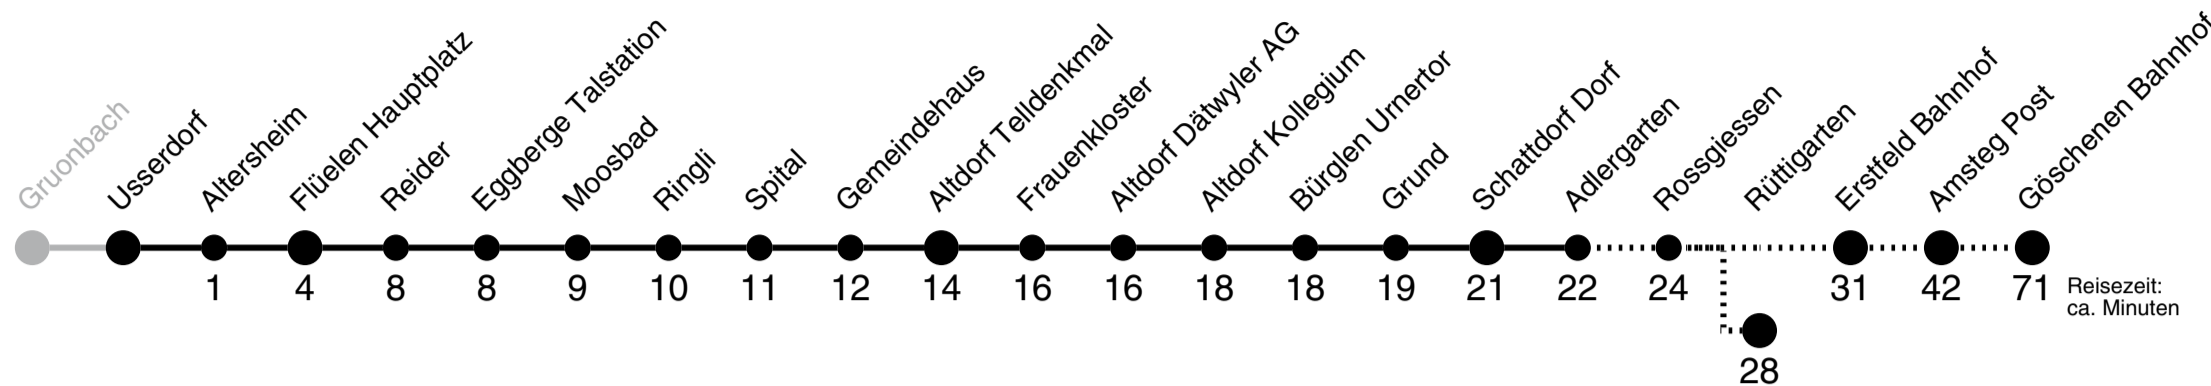 Gruonbach
Usserdorf
Altersheim
Flüelen Hauptplatz
Reider
Eggberge Talstation
Moosbad
Ringli
Spital
Gemeindehaus
Altdorf Telldenkmal
Frauenkloster
Altdorf Dätwyler AG
Altdorf Kollegium
Bürglen Urnertor
Grund
Schattdorf Dorf
Adlergarten
Rossgiessen
Rüttigarten
Erstfeld Bahnhof
Amsteg Post
Göschenen Bahnhof
1 4 8 8 9 10 11 12 14 16 16 18 18 19 21 22 24 31 42 71
Reisezeit:
ca. Minuten
28